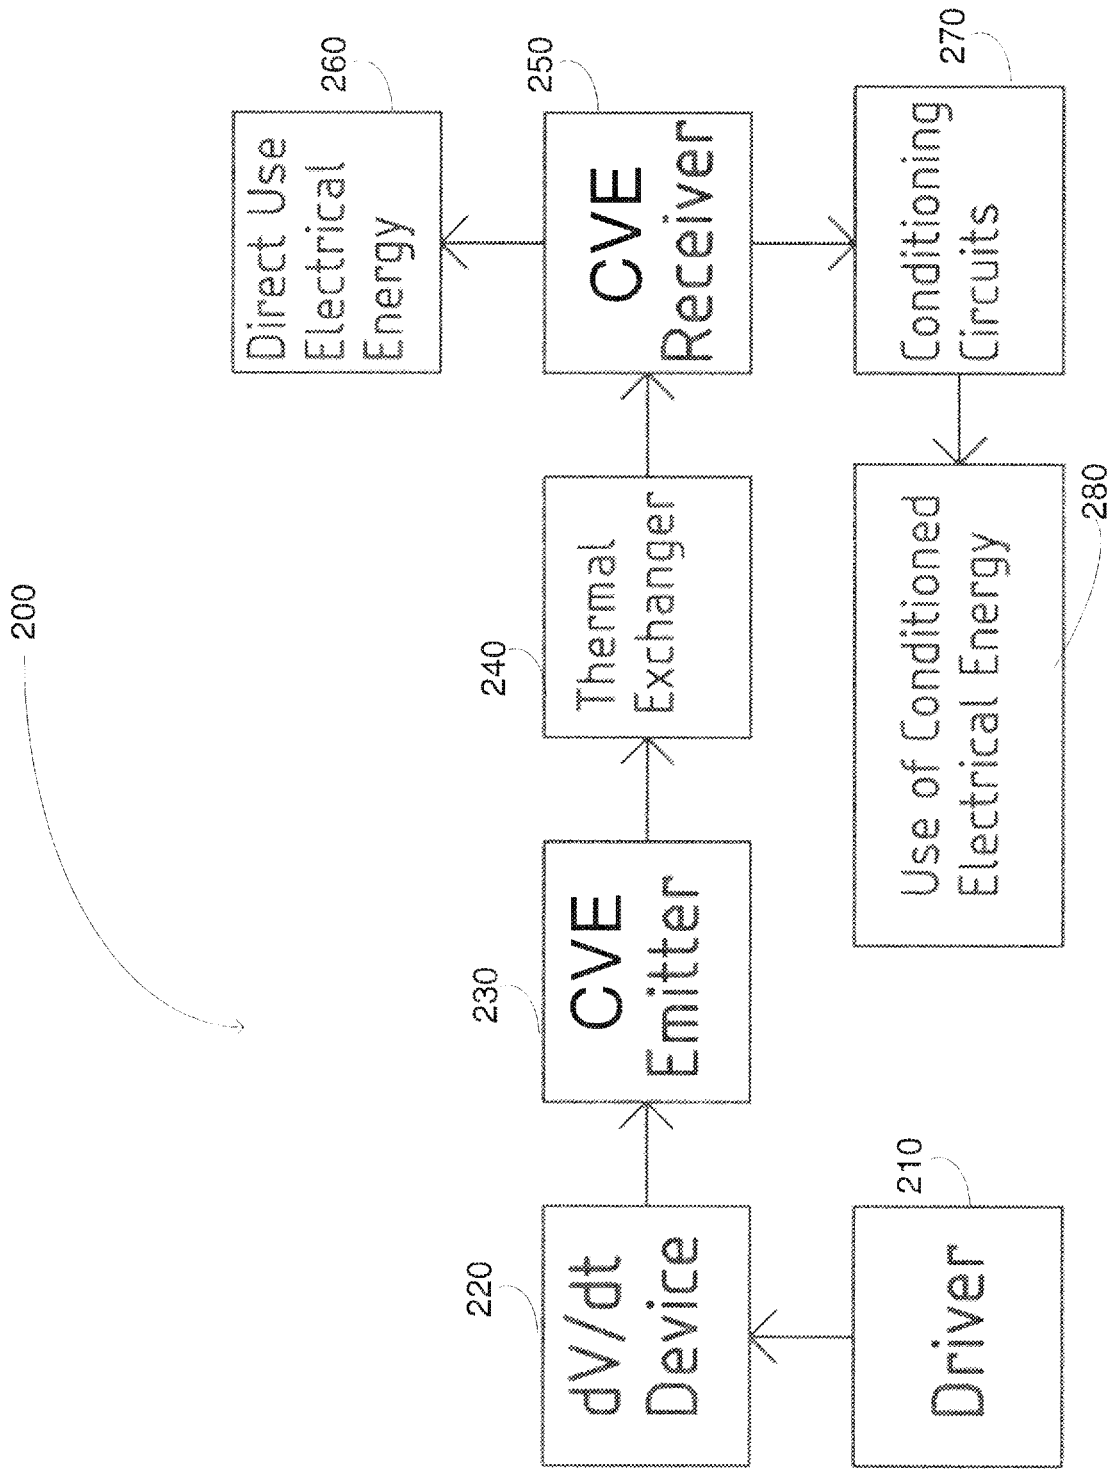 200
260
Direct Use
Electrical
Energy
220
dV/dt
Device
230
CVE
Emitter
240
Thermal
Exchanger
250
CVE
Receiver
210
Driver
280
Use of Conditioned
Electrical Energy
270
Conditioning
Circuits